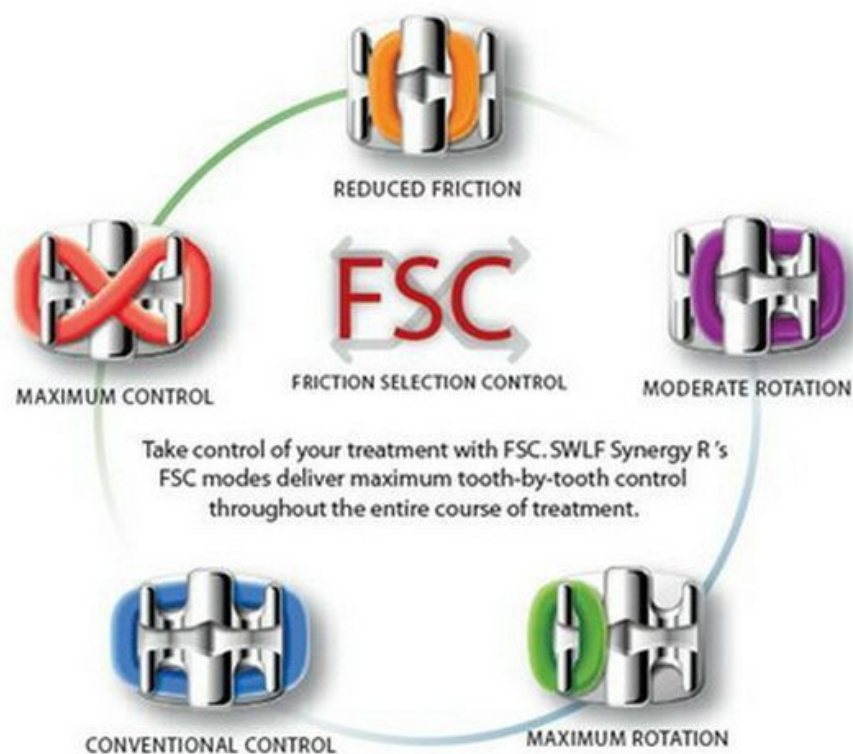 REDUCED FRICTION
FSC
FRICTION SELECTION CONTROL
MAXIMUM CONTROL
MODERATE ROTATION
Take control of your treatment with FSC. SWLF Synergy R's
FSC modes deliver maximum tooth-by-tooth control
throughout the entire course of treatment.
CONVENTIONAL CONTROL
MAXIMUM ROTATION